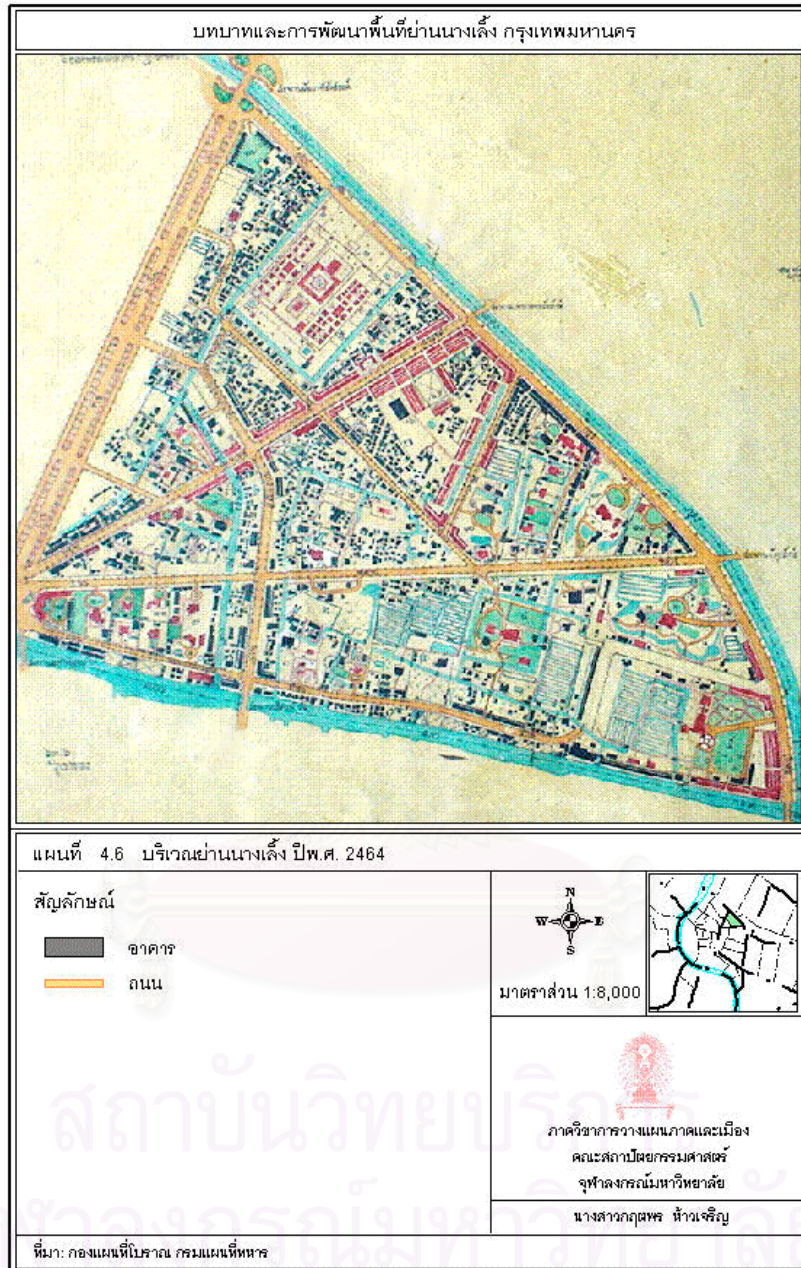 บทบาทและการพัฒนาพื้นที่ย่านนางเลิ้ง กรุงเทพมหานคร
แผนที่ 4.6 บริเวณย่านนางเลิ้ง ปีพ.ศ. 2464
สัญลักษณ์
อาคาร
ถนน
N
W E
S
มาตราส่วน 1:8,000
ภาควิชาการวางแผนภาคและเมือง
คณะสถาปัตยกรรมศาสตร์
จุฬาลงกรณ์มหาวิทยาลัย
นางสาวกฤตพร ห้าวเจริญ
ที่มา: กองแผนที่โบราณ กรมแผนที่ทหาร
สถาบันวิทยบริการ
จุฬาลงกรณ์มหาวิทยาลัย